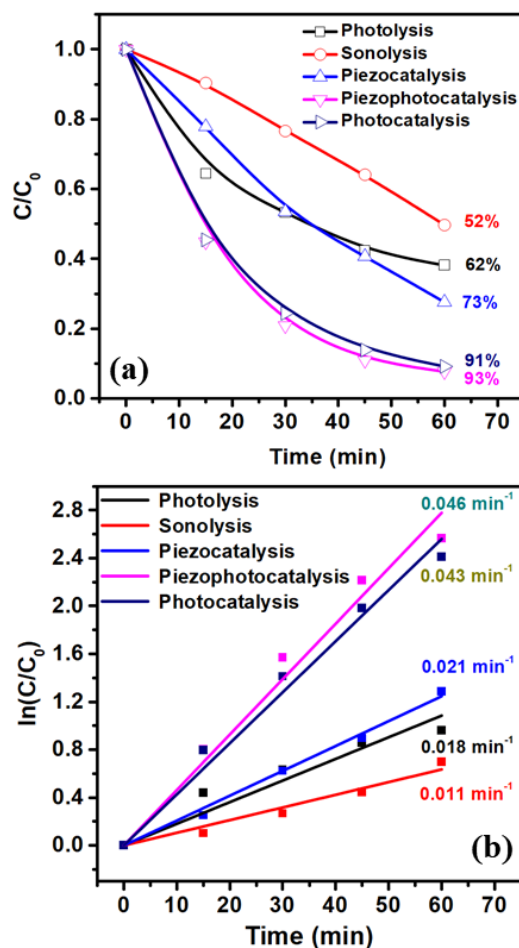 Photolysis
Sonolysis
Piezocatalysis
Piezophotocatalysis
Photocatalysis
1.0
0.8
0.6
0.4
0.2
0.0
C/C0
52%
62%
73%
91%
93%
(a)
0 10 20 30 40 50 60 70
Time (min)
Photolysis
Sonolysis
Piezocatalysis
Piezophotocatalysis
Photocatalysis
2.8
2.4
2.0
1.6
1.2
0.8
0.4
0.0
ln(C/C0)
0.046 min-1
0.043 min-1
0.021 min-1
0.018 min-1
0.011 min-1
(b)
0 10 20 30 40 50 60 70
Time (min)